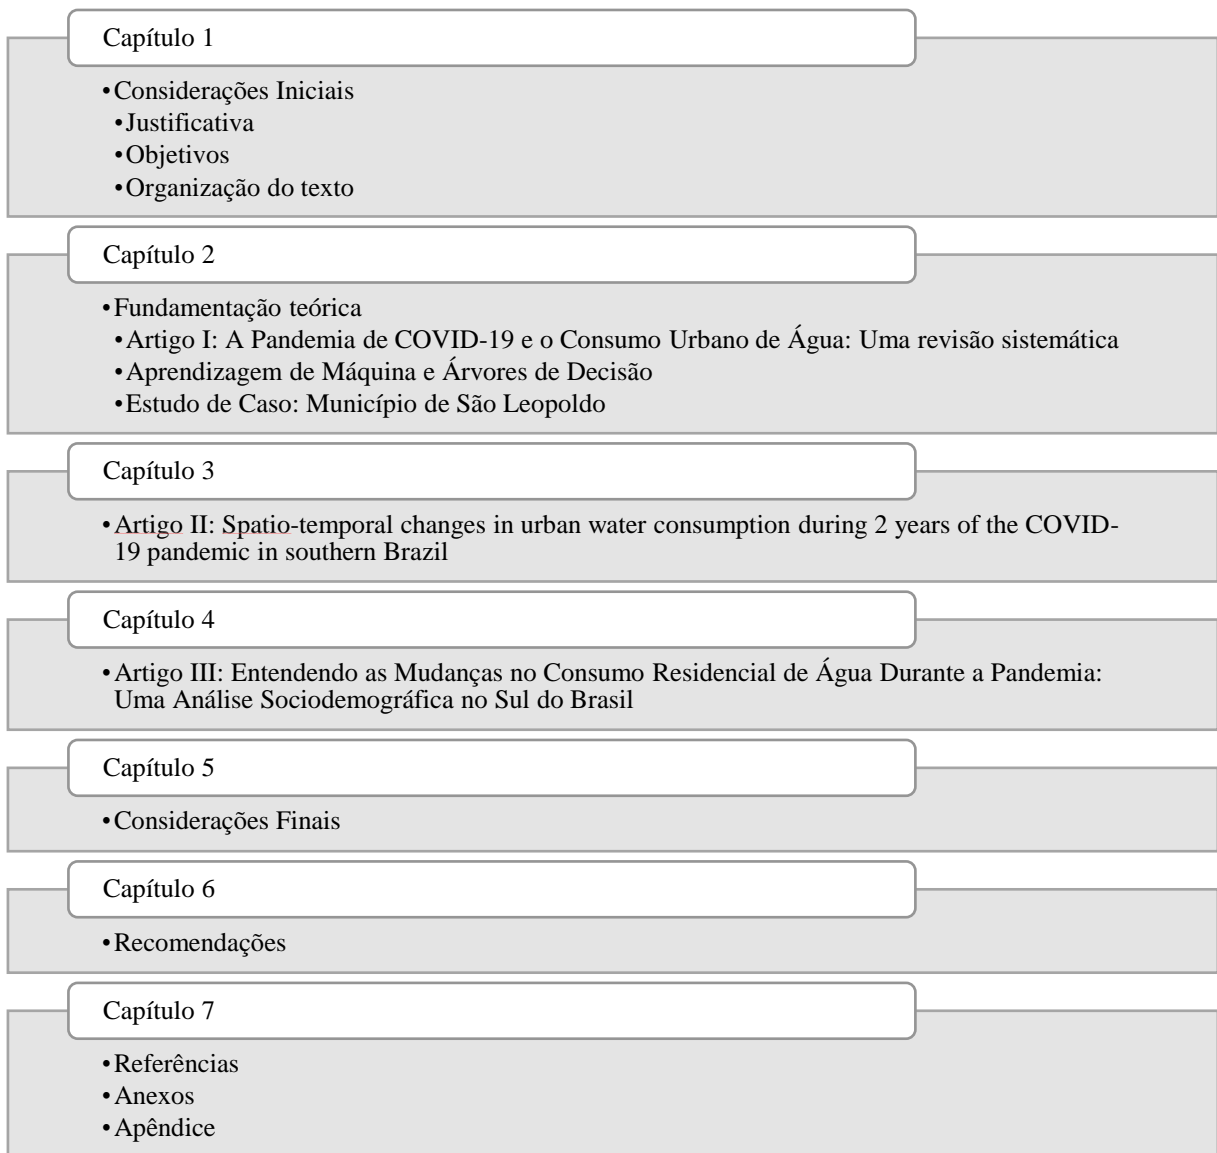 Capítulo 1
•Considerações Iniciais
•Justificativa
•Objetivos
•Organização do texto
Capítulo 2
•Fundamentação teórica
•Artigo I: A Pandemia de COVID-19 e o Consumo Urbano de Água: Uma revisão sistemática
•Aprendizagem de Máquina e Árvores de Decisão
•Estudo de Caso: Município de São Leopoldo
Capítulo 3
•Artigo II: Spatio-temporal changes in urban water consumption during 2 years of the COVID-
19 pandemic in southern Brazil
Capítulo 4
•Artigo III: Entendendo as Mudanças no Consumo Residencial de Água Durante a Pandemia:
Uma Análise Sociodemográfica no Sul do Brasil
Capítulo 5
•Considerações Finais
Capítulo 6
•Recomendações
Capítulo 7
•Referências
•Anexos
•Apêndice